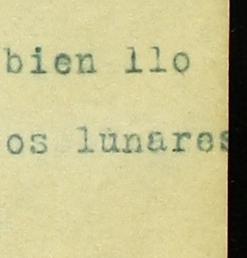 bien llo
os lunares